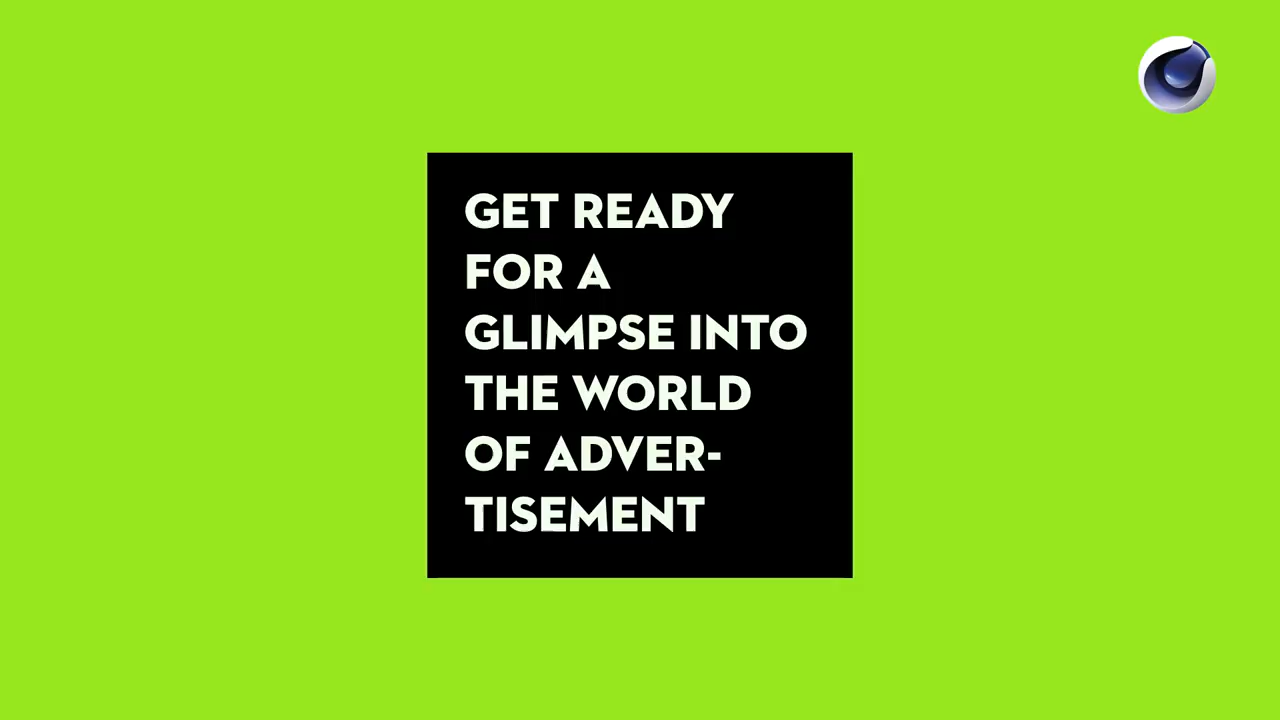 GET READY
FOR A
GLIMPSE INTO
THE WORLD
OF ADVER-
TISEMENT